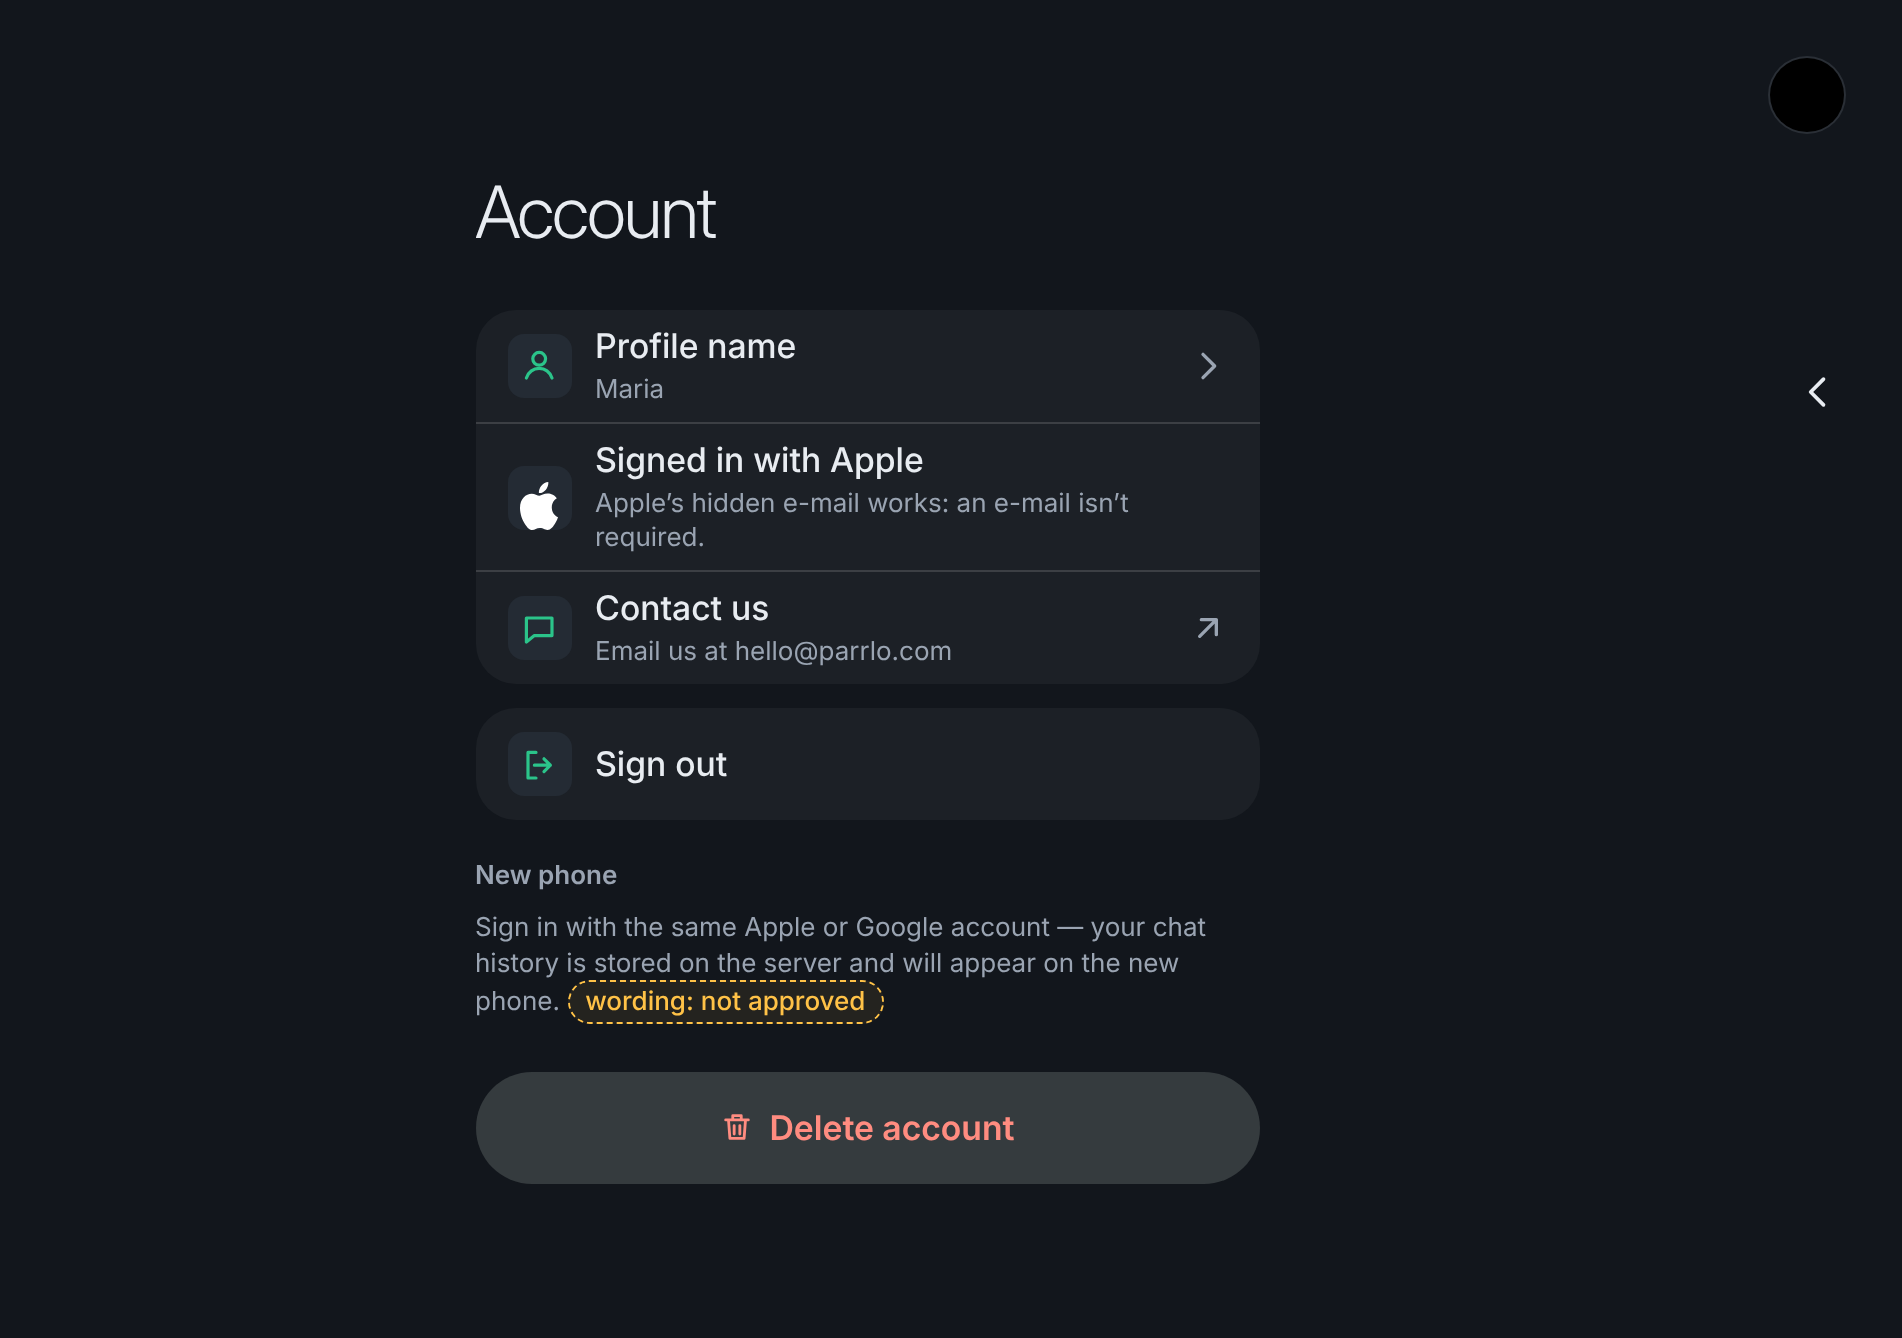 Account
Profile name
Maria
Signed in with Apple
Apple’s hidden e-mail works: an e-mail isn’t
required.
Contact us
Email us at hello@parrlo.com
Sign out
New phone
Sign in with the same Apple or Google account — your chat
history is stored on the server and will appear on the new
phone. wording: not approved
Delete account